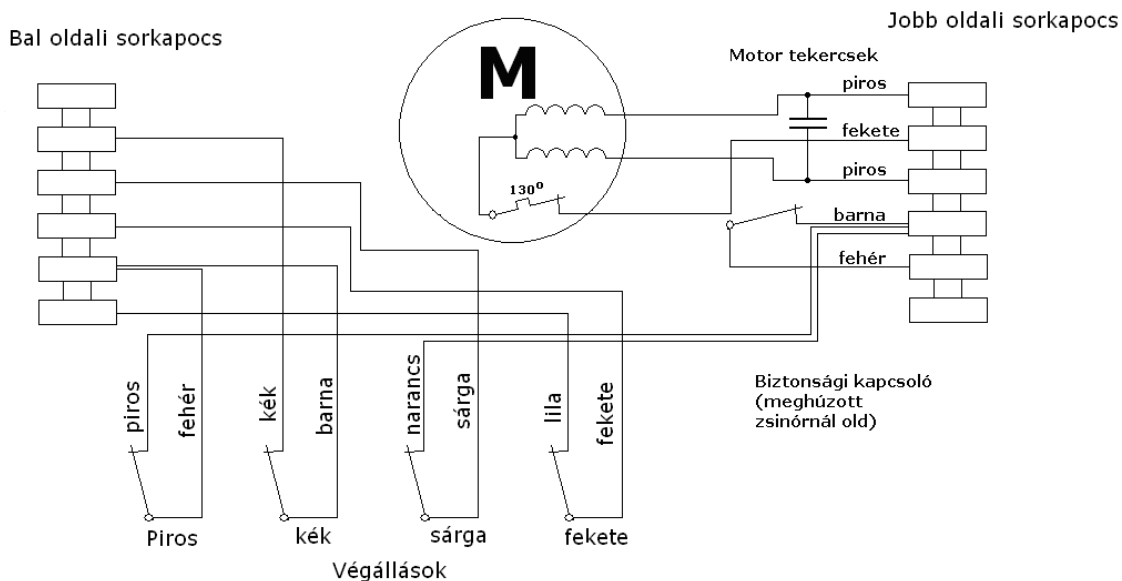 Bal oldali sorkapocs
Jobb oldali sorkapocs
M
Motor tekercsek
130°
piros
fekete
piros
barna
fehér
Biztonsági kapcsoló
(meghúzott
zsinórnál old)
piros
fehér
kék
barna
narancs
sárga
lila
fekete
Piros
kék
sárga
fekete
Végállások